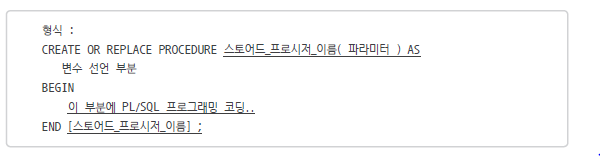 형식 :
CREATE OR REPLACE PROCEDURE 스토어드_프로시저_이름( 파라미터 ) AS
변수 선언 부분
BEGIN
이 부분에 PL/SQL 프로그래밍 코딩..
END [스토어드_프로시저_이름] ;